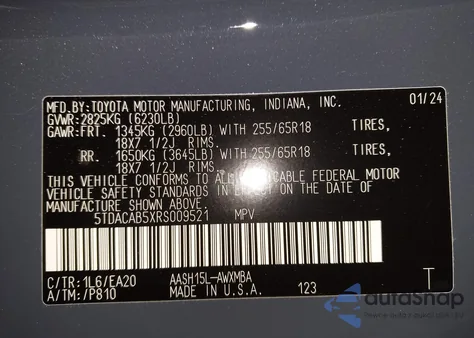 MFD.BY:TOYOTA MOTOR MANUFACTURING, INDIANA, INC. 01/24
GVWR:2825KG (6230LB)
GAWR:FRT. 1345KG (2960LB) WITH 255/65R18 TIRES,
18X7 1/2J RIMS.
RR. 1650KG (3645LB) WITH 255/65R18 TIRES,
18X7 1/2J RIMS.
THIS VEHICLE CONFORMS TO ALL APPLICABLE FEDERAL MOTOR
VEHICLE SAFETY STANDARDS IN EFFECT ON THE DATE OF
MANUFACTURE SHOWN ABOVE.
5TDACAB5XRS009521 MPV
C/TR:1L6/EA20 AASH15L-AWXMBA
A/TM:/P810 MADE IN U.S.A. 123 T
autosnap